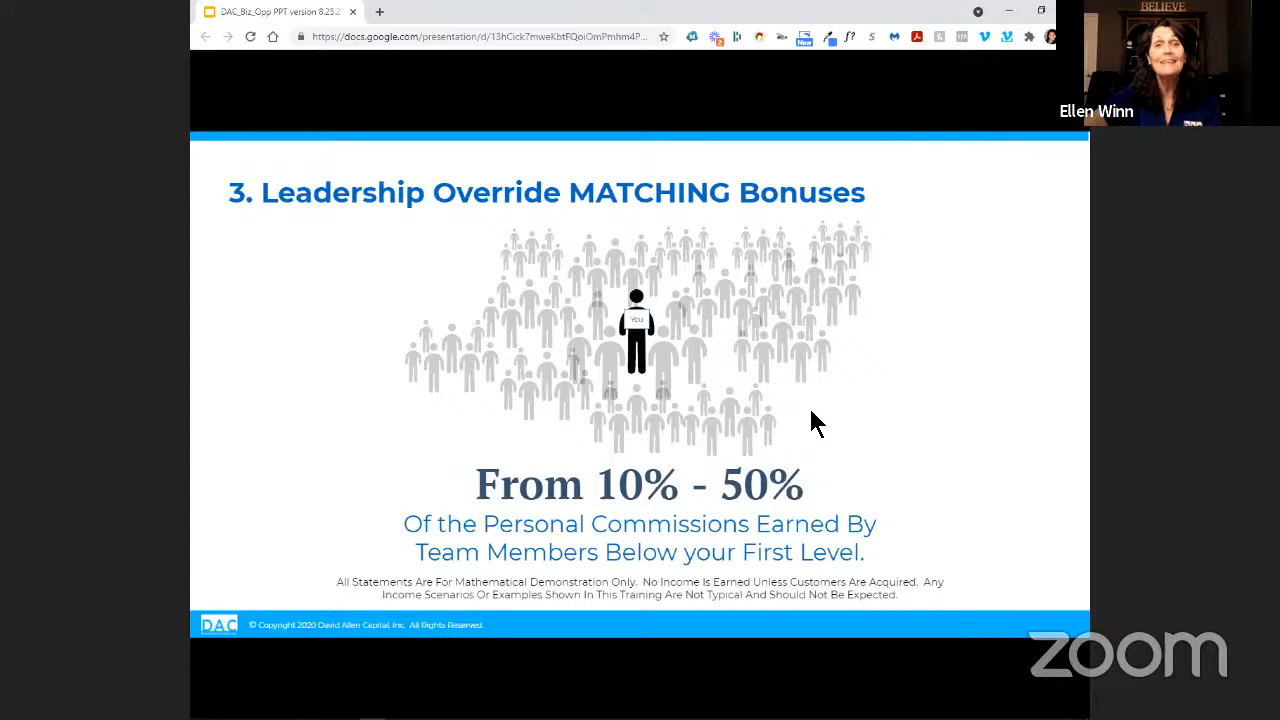 DAC_Biz_Opp PPT version 8.25.2
https://docs.google.com/presentation/d/13hCick7mweKbtFQoiOmPmhm4P...
New
2
f?
S
BELIEVE
Ellen Winn
3. Leadership Override MATCHING Bonuses
You
From 10% - 50%
Of the Personal Commissions Earned By
Team Members Below your First Level.
All Statements Are For Mathematical Demonstration Only. No Income Is Earned Unless Customers Are Acquired. Any
Income Scenarios Or Examples Shown In This Training Are Not Typical And Should Not Be Expected.
DAC
© Copyright 2020 David Allen Capital, Inc. All Rights Reserved.
zoom